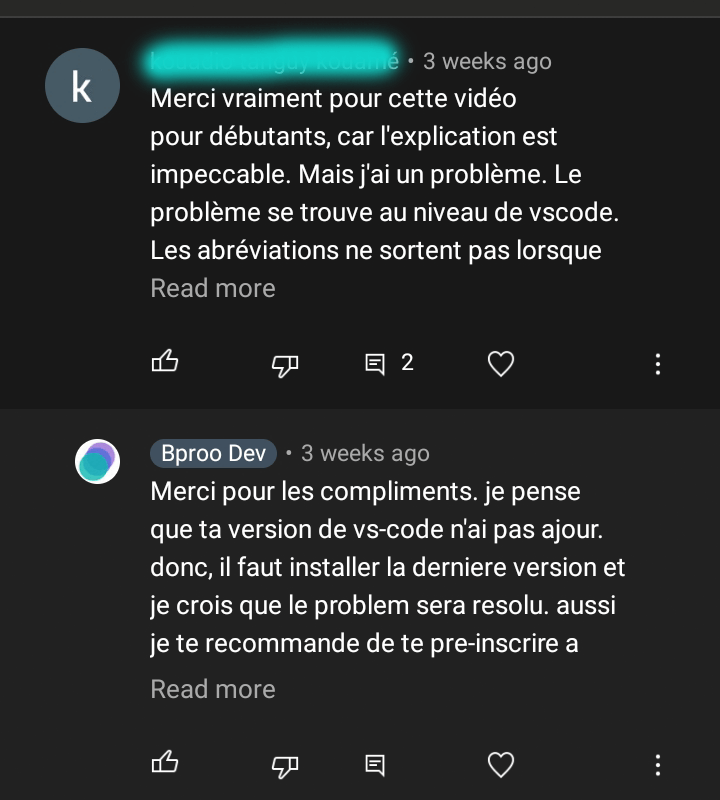 k
• 3 weeks ago
Merci vraiment pour cette vidéo
pour débutants, car l'explication est
impeccable. Mais j'ai un problème. Le
problème se trouve au niveau de vscode.
Les abréviations ne sortent pas lorsque
Read more
2
Bproo Dev • 3 weeks ago
Merci pour les compliments. je pense
que ta version de vs-code n'ai pas ajour.
donc, il faut installer la derniere version et
je crois que le problem sera resolu. aussi
je te recommande de te pre-inscrire a
Read more